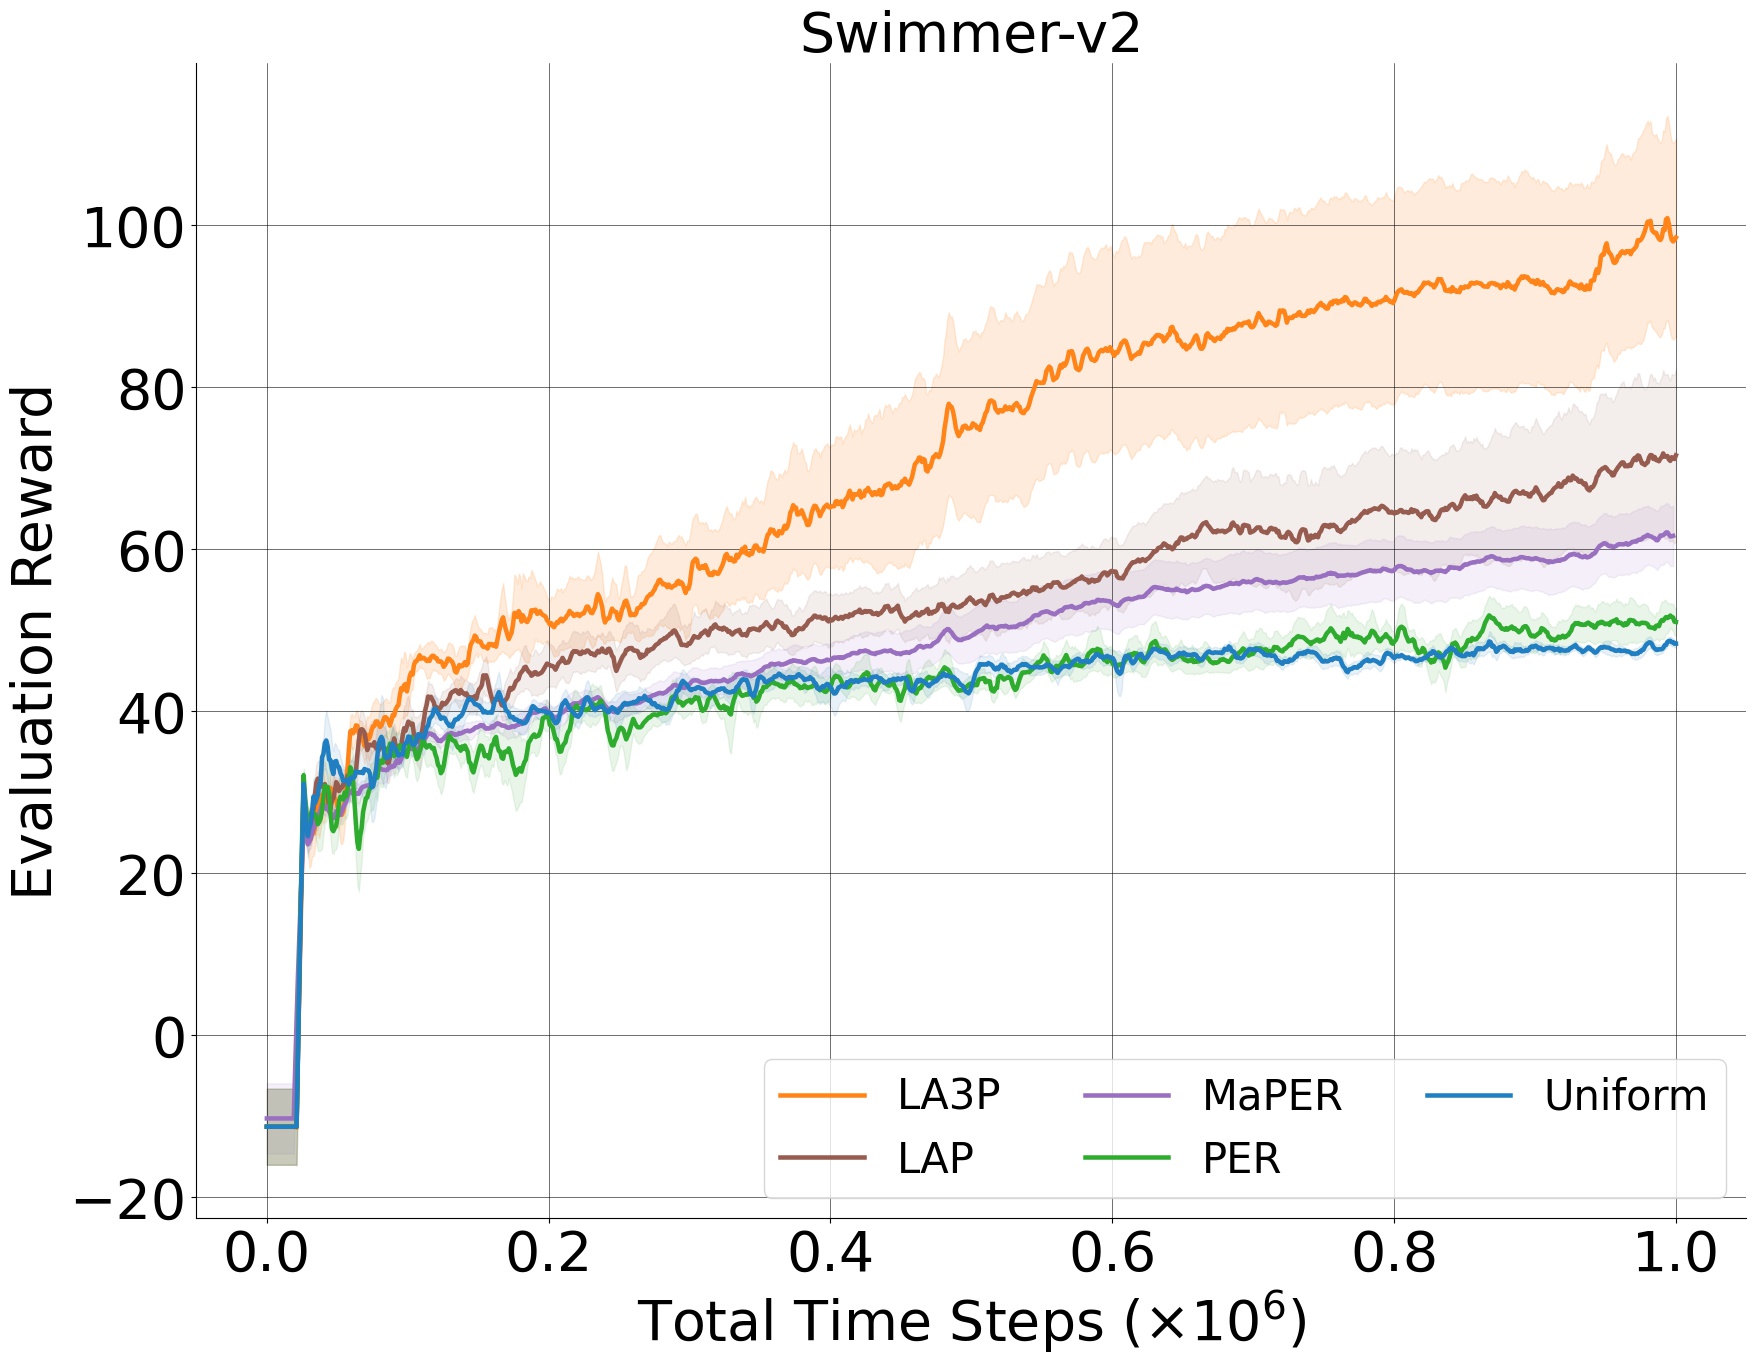 Swimmer-v2
Evaluation Reward
100
80
60
40
20
0
−20
0.0 0.2 0.4 0.6 0.8 1.0
Total Time Steps (×10⁶)
LA3P MaPER Uniform
LAP PER